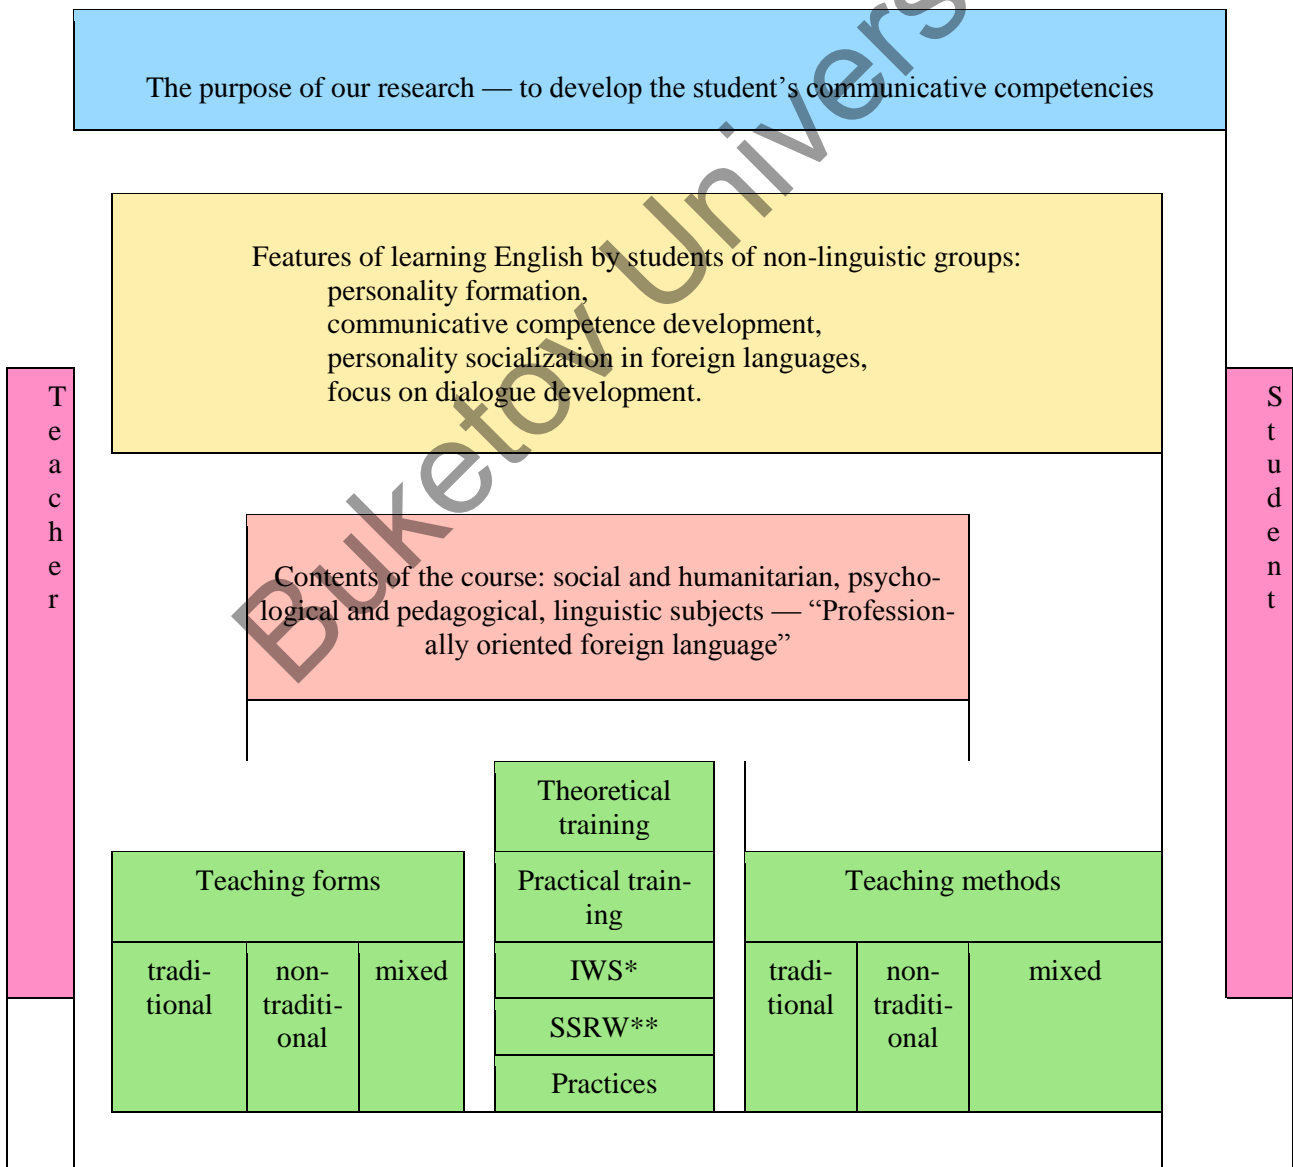 The purpose of our research — to develop the student’s communicative competencies
Features of learning English by students of non-linguistic groups:
personality formation,
communicative competence development,
personality socialization in foreign languages,
focus on dialogue development.
T
e
a
c
h
e
r
S
t
u
d
e
n
t
Contents of the course: social and humanitarian, psycho-
logical and pedagogical, linguistic subjects — “Profession-
ally oriented foreign language”
Theoretical
training
Teaching forms
Practical train-
ing
Teaching methods
tradi-
tional
non-
traditi-
onal
mixed
IWS*
SSRW**
Practices
tradi-
tional
non-
traditi-
onal
mixed
Buketov Univers